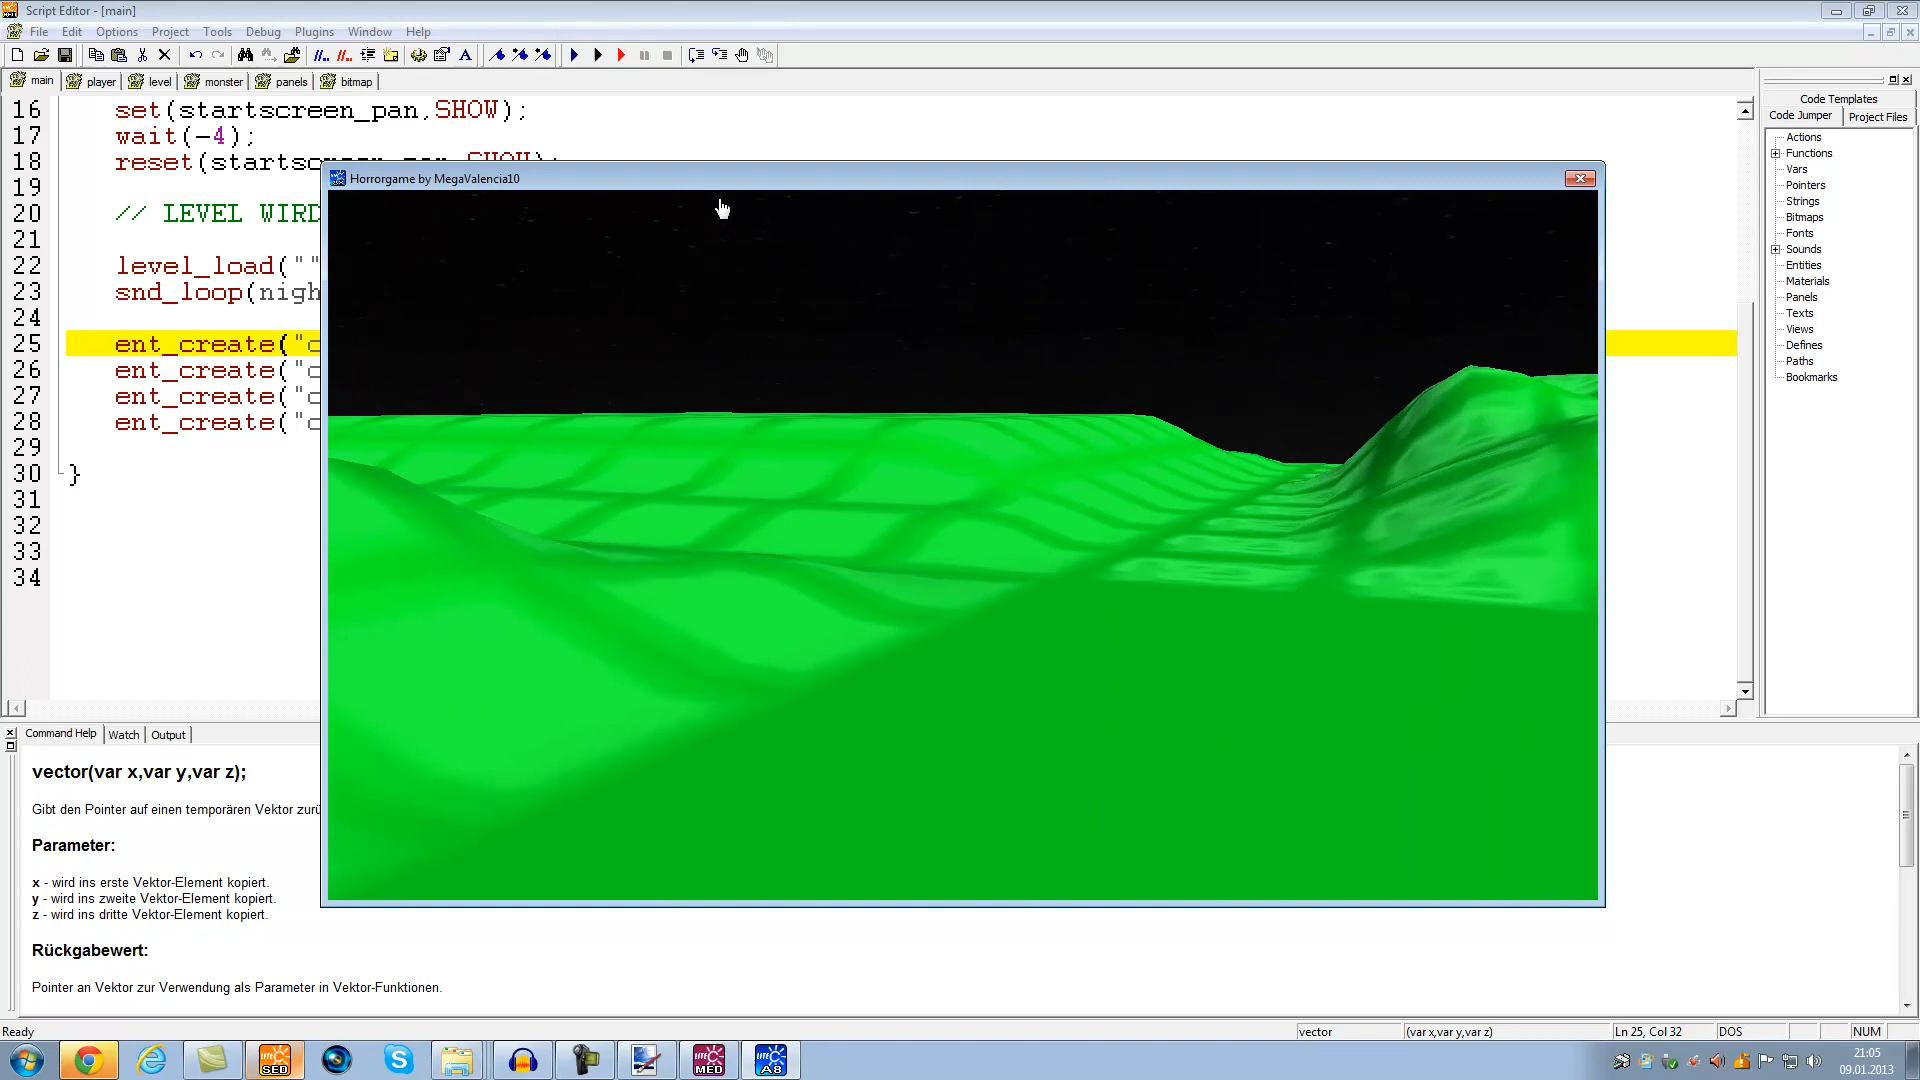 Script Editor - [main]
File Edit Options Project Tools Debug Plugins Window Help
main player level monster panels bitmap
16 set(startscreen_pan,SHOW);
17 wait(-4);
18 reset(startscreen_pan,SHOW);
19
20 // LEVEL WIRD
21
22 level_load(""
23 snd_loop(nigh
24
25 ent_create("c
26 ent_create("c
27 ent_create("c
28 ent_create("c
29
30 }
31
32
33
34
Horrorgame by MegaValencia10
Code Templates
Code Jumper Project Files
Actions
Functions
Vars
Pointers
Strings
Bitmaps
Fonts
Sounds
Entities
Materials
Panels
Texts
Views
Defines
Paths
Bookmarks
Command Help Watch Output
vector(var x,var y,var z);
Gibt den Pointer auf einen temporären Vektor zurü
Parameter:
x - wird ins erste Vektor-Element kopiert.
y - wird ins zweite Vektor-Element kopiert.
z - wird ins dritte Vektor-Element kopiert.
Rückgabewert:
Pointer an Vektor zur Verwendung als Parameter in Vektor-Funktionen.
Ready vector (var x,var y,var z) Ln 25, Col 32 DOS NUM
LITE C SED
LITE C MED
LITE C A8
21:05
09.01.2013